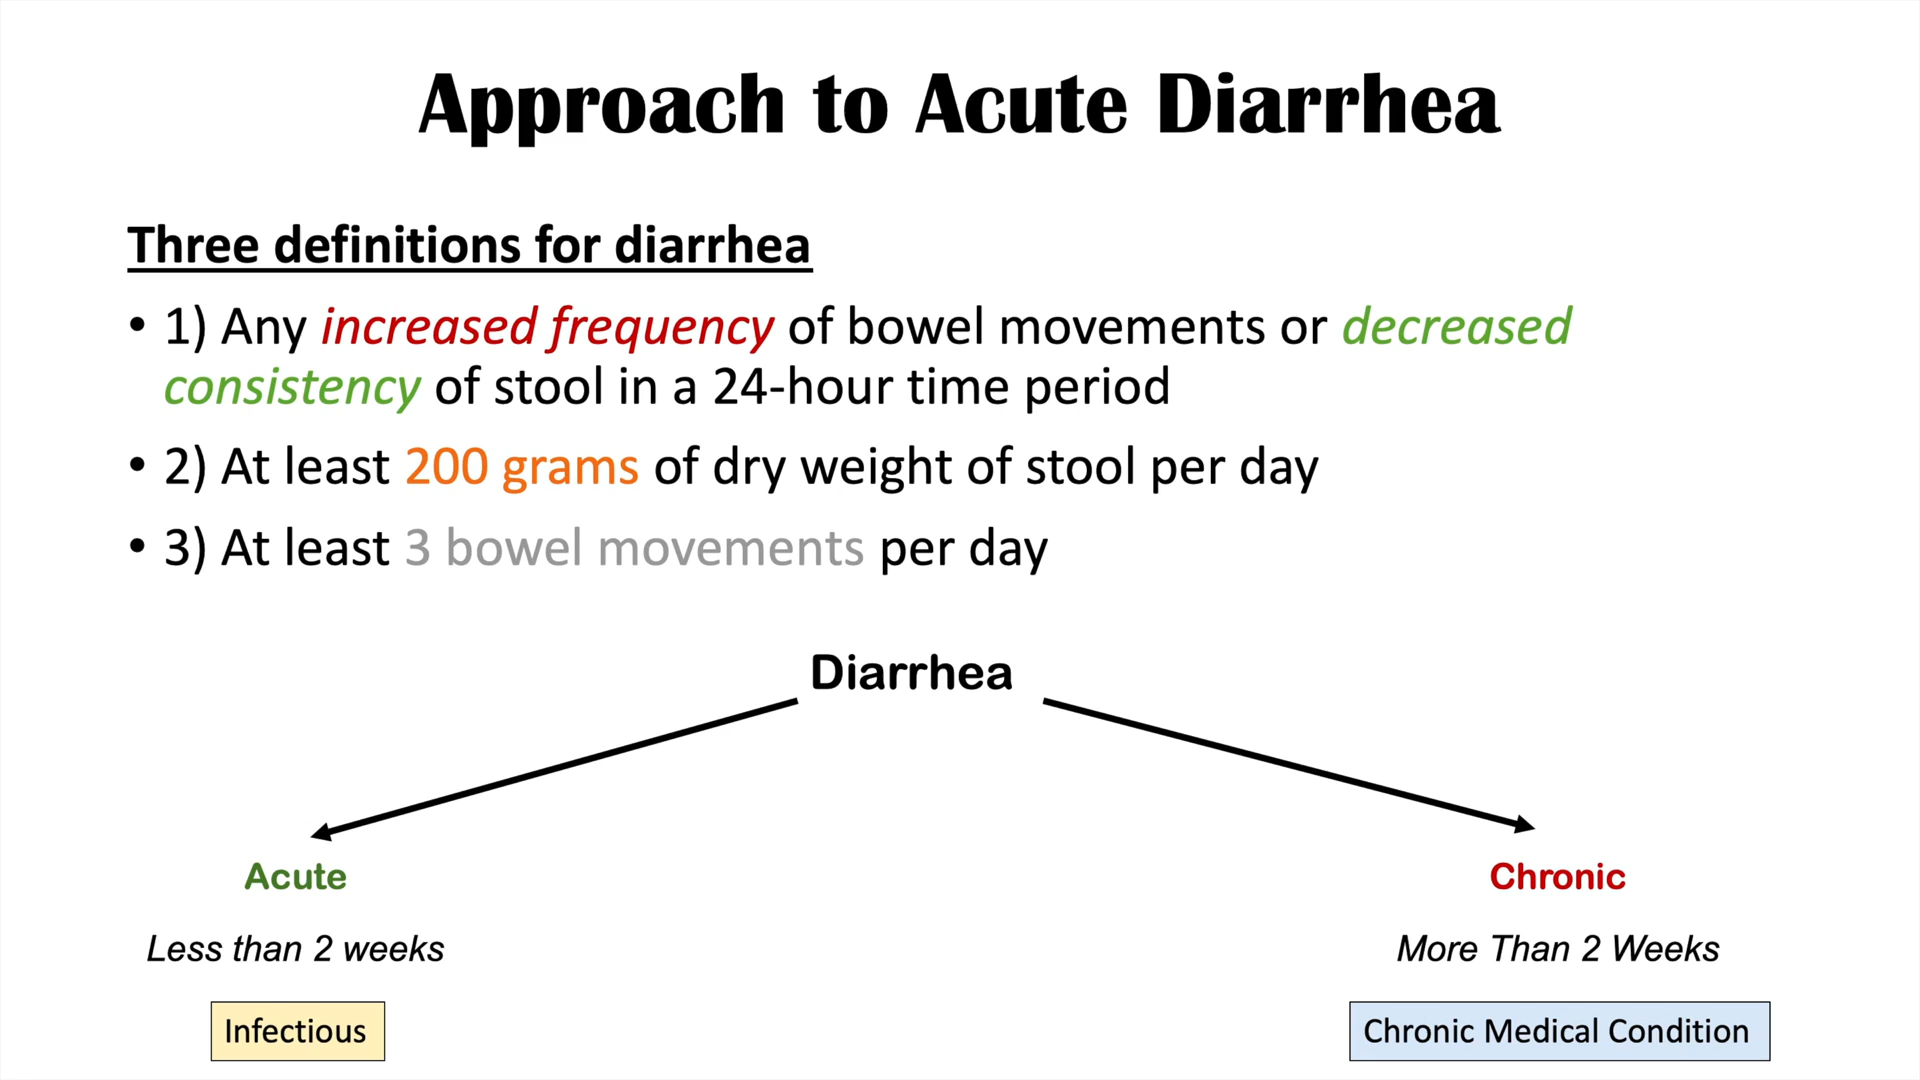 Approach to Acute Diarrhea
Three definitions for diarrhea
• 1) Any increased frequency of bowel movements or decreased
consistency of stool in a 24-hour time period
• 2) At least 200 grams of dry weight of stool per day
• 3) At least 3 bowel movements per day
Diarrhea
Acute
Chronic
Less than 2 weeks
More Than 2 Weeks
Infectious
Chronic Medical Condition